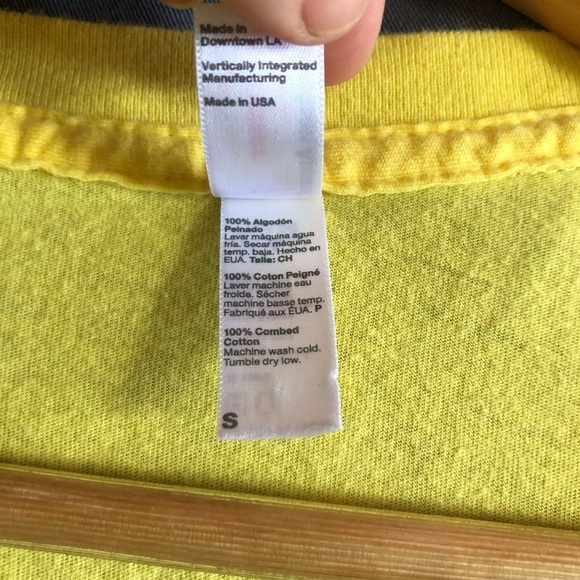 Made in
Downtown LA
Vertically Integrated
Manufacturing
Made in USA
100% Algodón
Peinado
Lavar máquina agua
fría. Secar máquina
temp. baja. Hecho en
EUA. Talla: CH
100% Coton Peigné
Laver machine eau
froide. Sécher
machine basse temp.
Fabriqué aux ÉUA. P
100% Combed
Cotton
Machine wash cold.
Tumble dry low.
S